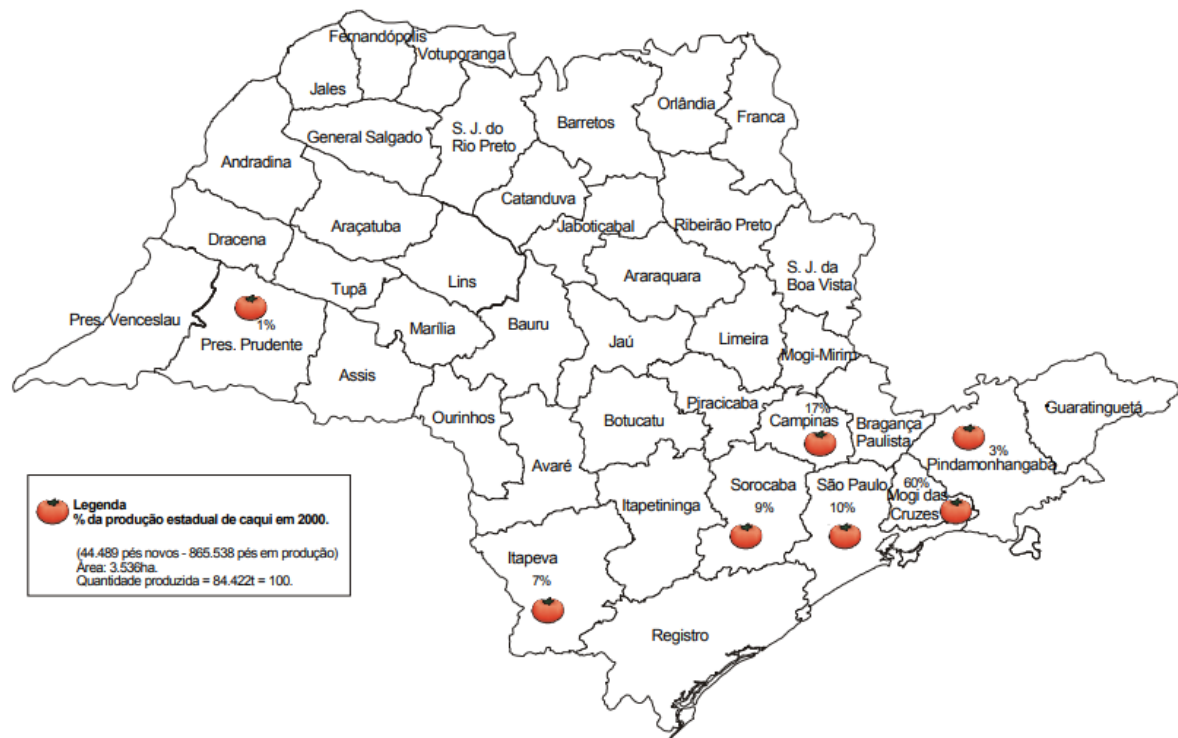 Fernandópolis
Votuporanga
Jales
Orlândia
Franca
Barretos
General Salgado
S. J. do
Rio Preto
Andradina
Catanduva
Araçatuba
Jaboticabal
Ribeirão Preto
Dracena
S. J. da
Boa Vista
Araraquara
Lins
Tupã
Pres. Venceslau
1%
Pres. Prudente
Marília
Bauru
Jaú
Limeira
Mogi-Mirim
Assis
Piracicaba
17%
Campinas
Guaratinguetá
Ourinhos
Botucatu
Bragança
Paulista
3%
Pindamonhangaba
Avaré
Sorocaba
9%
São Paulo
10%
60%
Mogi das
Cruzes
Itapetininga
Itapeva
7%
Registro
Legenda
% da produção estadual de caqui em 2000.
(44.489 pés novos - 865.538 pés em produção)
Área: 3.536ha.
Quantidade produzida = 84.422t = 100.